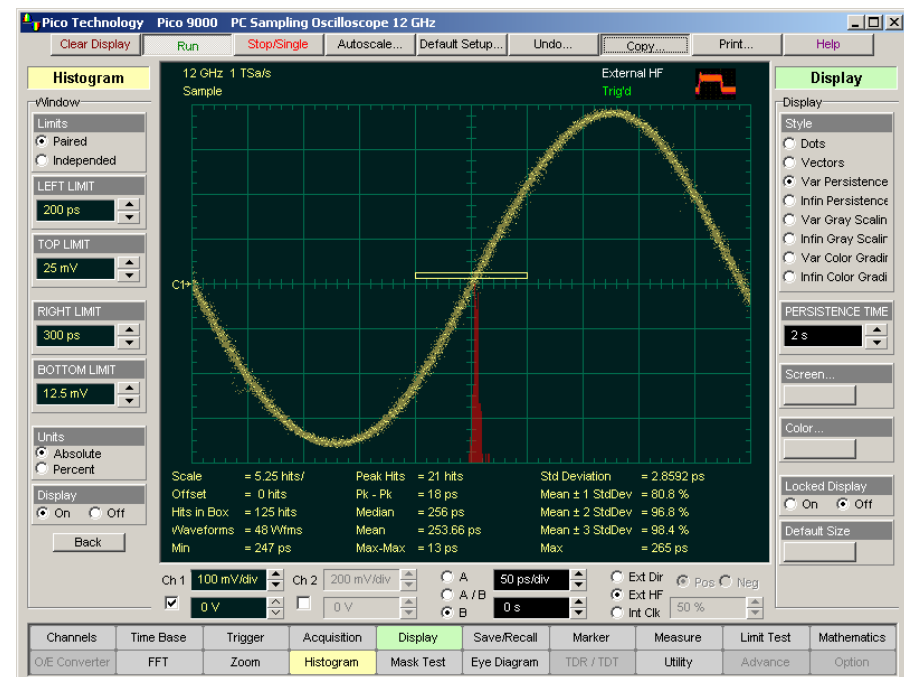 Pico Technology Pico 9000 PC Sampling Oscilloscope 12 GHz
Clear Display Run Stop/Single Autoscale... Default Setup... Undo... Copy... Print... Help
Histogram
Window
Limits
Paired
Independed
LEFT LIMIT
200 ps
TOP LIMIT
25 mV
RIGHT LIMIT
300 ps
BOTTOM LIMIT
12.5 mV
Units
Absolute
Percent
Display
On Off
Back
12 GHz 1 TSa/s
Sample
External HF
Trig'd
C1
Scale = 5.25 hits/ Peak Hits = 21 hits Std Deviation = 2.8592 ps
Offset = 0 hits Pk - Pk = 18 ps Mean ± 1 StdDev = 80.8 %
Hits in Box = 125 hits Median = 256 ps Mean ± 2 StdDev = 96.8 %
Waveforms = 48 Wfms Mean = 253.66 ps Mean ± 3 StdDev = 98.4 %
Min = 247 ps Max-Max = 13 ps Max = 265 ps
Display
Display
Style
Dots
Vectors
Var Persistence
Infin Persistence
Var Gray Scalin
Infin Gray Scalir
Var Color Gradir
Infin Color Gradi
PERSISTENCE TIME
2 s
Screen...
Color...
Locked Display
On Off
Default Size
Ch 1 100 mV/div Ch 2 200 mV/div A 50 ps/div Ext Dir Pos Neg
A / B Ext HF
0 V 0 V B 0 s Int Clk 50 %
Channels Time Base Trigger Acquisition Display Save/Recall Marker Measure Limit Test Mathematics
O/E Converter FFT Zoom Histogram Mask Test Eye Diagram TDR / TDT Utility Advance Option